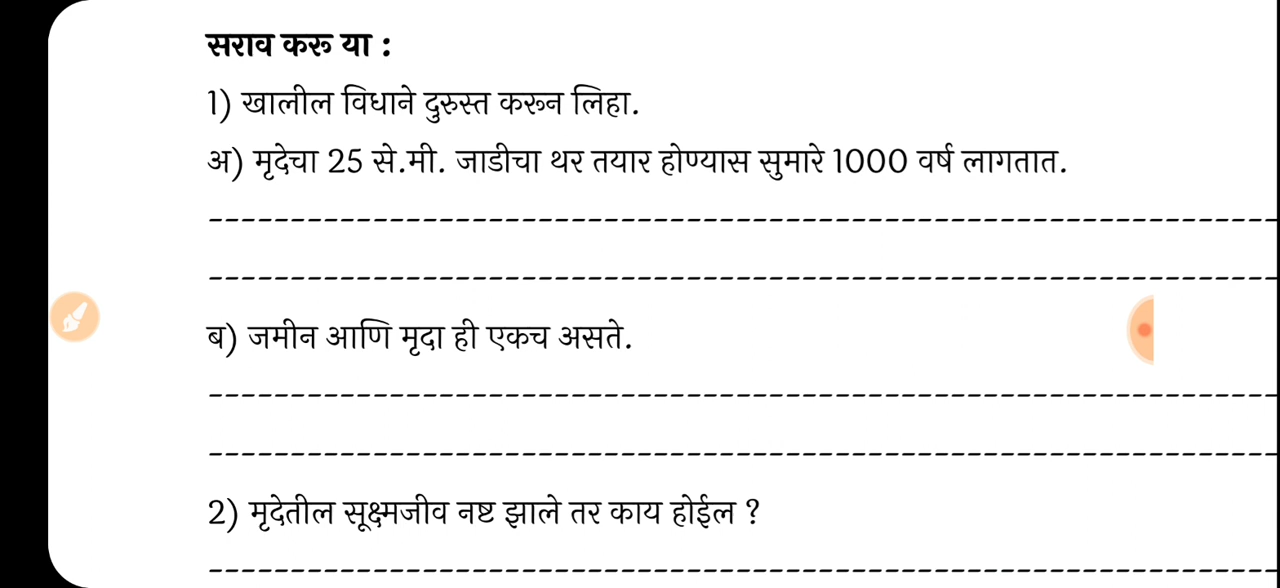 सराव करू या :
1) खालील विधाने दुरुस्त करून लिहा.
अ) मृदेचा 25 से.मी. जाडीचा थर तयार होण्यास सुमारे 1000 वर्ष लागतात.
ब) जमीन आणि मृदा ही एकच असते.
2) मृदेतील सूक्ष्मजीव नष्ट झाले तर काय होईल ?